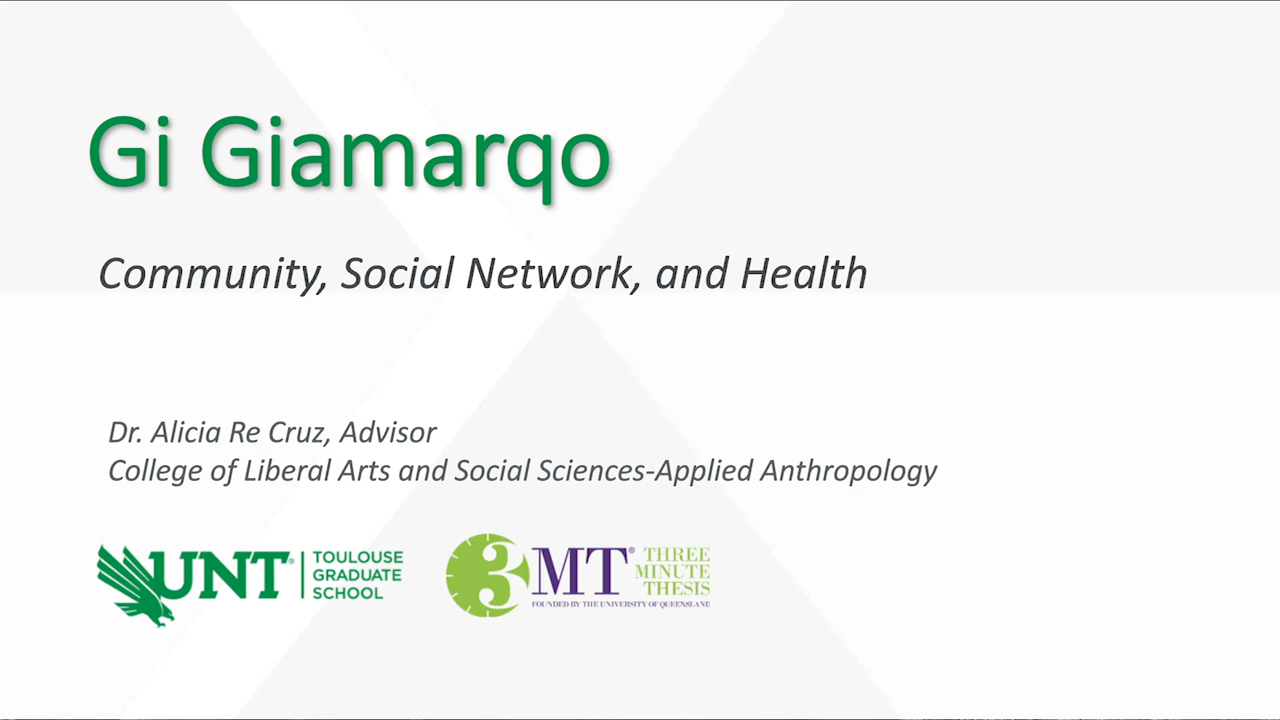 Gi Giamarqo
Community, Social Network, and Health
Dr. Alicia Re Cruz, Advisor
College of Liberal Arts and Social Sciences-Applied Anthropology
UNT® TOULOUSE
GRADUATE
SCHOOL
3MT® THREE
MINUTE
THESIS
FOUNDED BY THE UNIVERSITY OF QUEENSLAND